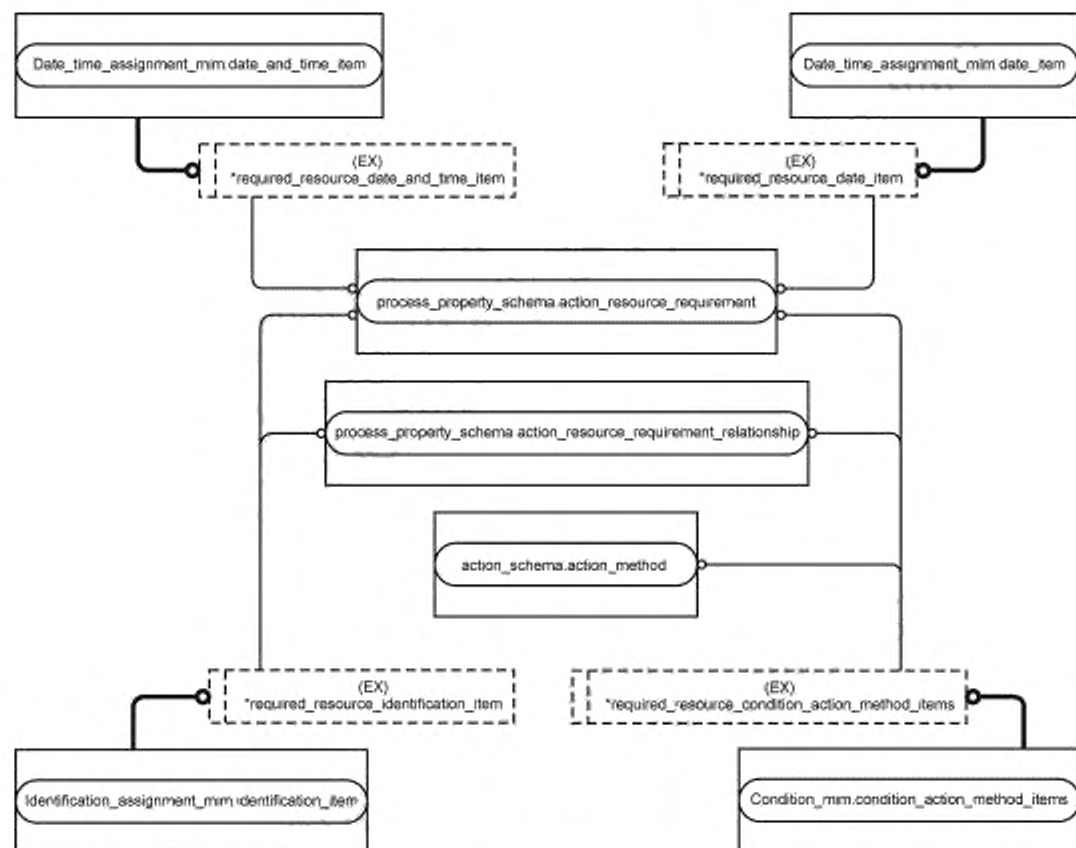 Date_time_assignment_mim.date_and_time_item
Date_time_assignment_mim.date_item
(EX)
*required_resource_date_and_time_item
(EX)
*required_resource_date_item
process_property_schema.action_resource_requirement
process_property_schema.action_resource_requirement_relationship
action_schema.action_method
(EX)
*required_resource_identification_item
(EX)
*required_resource_condition_action_method_items
Identification_assignment_mim.identification_item
Condition_mim.condition_action_method_items